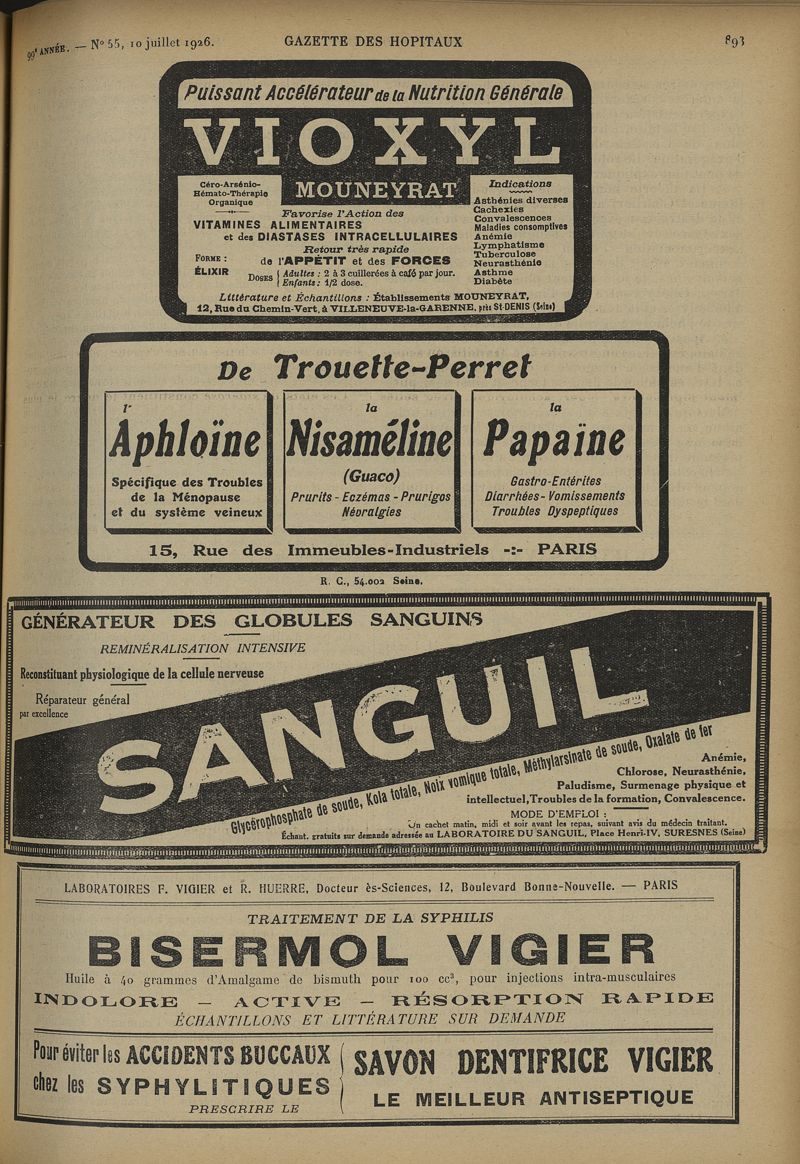 99e ANNÉE. — No 55, 10 juillet 1926. GAZETTE DES HOPITAUX 893
Puissant Accélérateur de la Nutrition Générale
VIOXYL
MOUNEYRAT
Céro-Arsénio-
Hémato-Thérapie
Organique
Favorise l'Action des
VITAMINES ALIMENTAIRES
et des DIASTASES INTRACELLULAIRES
Retour très rapide
de l'APPÉTIT et des FORCES
FORME :
ÉLIXIR
DOSES
Adultes : 2 à 3 cuillerées à café par jour.
Enfants : 1/2 dose.
Indications
Asthénies diverses
Cachexies
Convalescences
Maladies consomptives
Anémie
Lymphatisme
Tuberculose
Neurasthénie
Asthme
Diabète
Littérature et Échantillons : Établissements MOUNEYRAT,
12, Rue du Chemin-Vert, à VILLENEUVE-la-GARENNE, près St-DENIS (Seine)
De Trouette-Perret
l'
Aphloïne
Spécifique des Troubles
de la Ménopause
et du système veineux
la
Nisaméline
(Guaco)
Prurits - Eczémas - Prurigos
Névralgies
la
Papaïne
Gastro-Entérites
Diarrhées - Vomissements
Troubles Dyspeptiques
15, Rue des Immeubles-Industriels -:- PARIS
R. C., 54.002 Seine.
GÉNÉRATEUR DES GLOBULES SANGUINS
REMINÉRALISATION INTENSIVE
Reconstituant physiologique de la cellule nerveuse
Réparateur général
par excellence
SANGUIL
Glycérophosphate de soude, Kola totale, Noix vomique totale, Méthylarsinate de soude, Oxalate de fer
Anémie,
Chlorose, Neurasthénie,
Paludisme, Surmenage physique et
intellectuel, Troubles de la formation, Convalescence.
MODE D'EMPLOI :
Un cachet matin, midi et soir avant les repas, suivant avis du médecin traitant.
Échant. gratuits sur demande adressée au LABORATOIRE DU SANGUIL, Place Henri-IV, SURESNES (Seine)
LABORATOIRES F. VIGIER et R. HUERRE, Docteur ès-Sciences, 12, Boulevard Bonne-Nouvelle. — PARIS
TRAITEMENT DE LA SYPHILIS
BISERMOL VIGIER
Huile à 40 grammes d'Amalgame de bismuth pour 100 cc3, pour injections intra-musculaires
INDOLORE — ACTIVE — RÉSORPTION RAPIDE
ÉCHANTILLONS ET LITTÉRATURE SUR DEMANDE
Pour éviter les ACCIDENTS BUCCAUX
chez les SYPHYLITIQUES
PRESCRIRE LE
SAVON DENTIFRICE VIGIER
LE MEILLEUR ANTISEPTIQUE